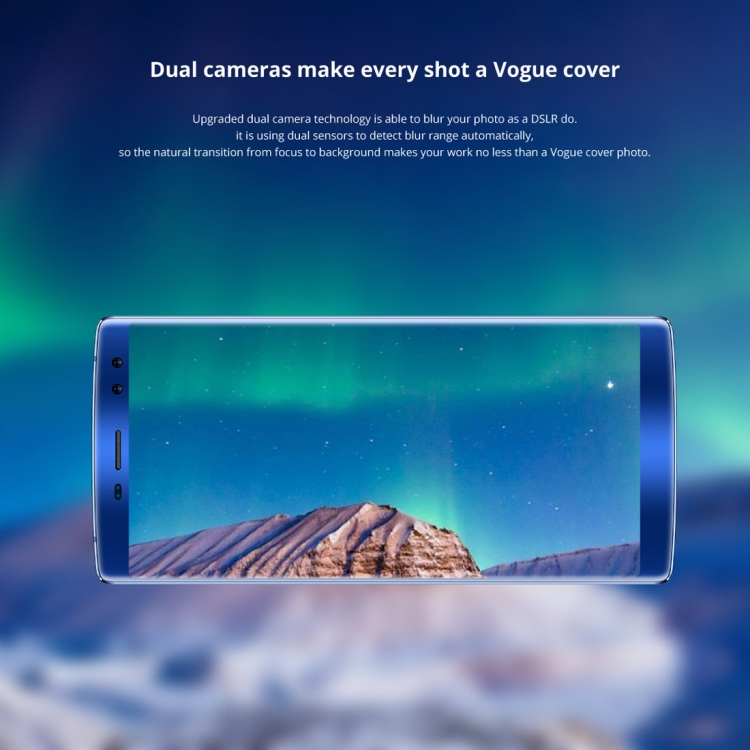 Dual cameras make every shot a Vogue cover
Upgraded dual camera technology is able to blur your photo as a DSLR do.
it is using dual sensors to detect blur range automatically,
so the natural transition from focus to background makes your work no less than a Vogue cover photo.